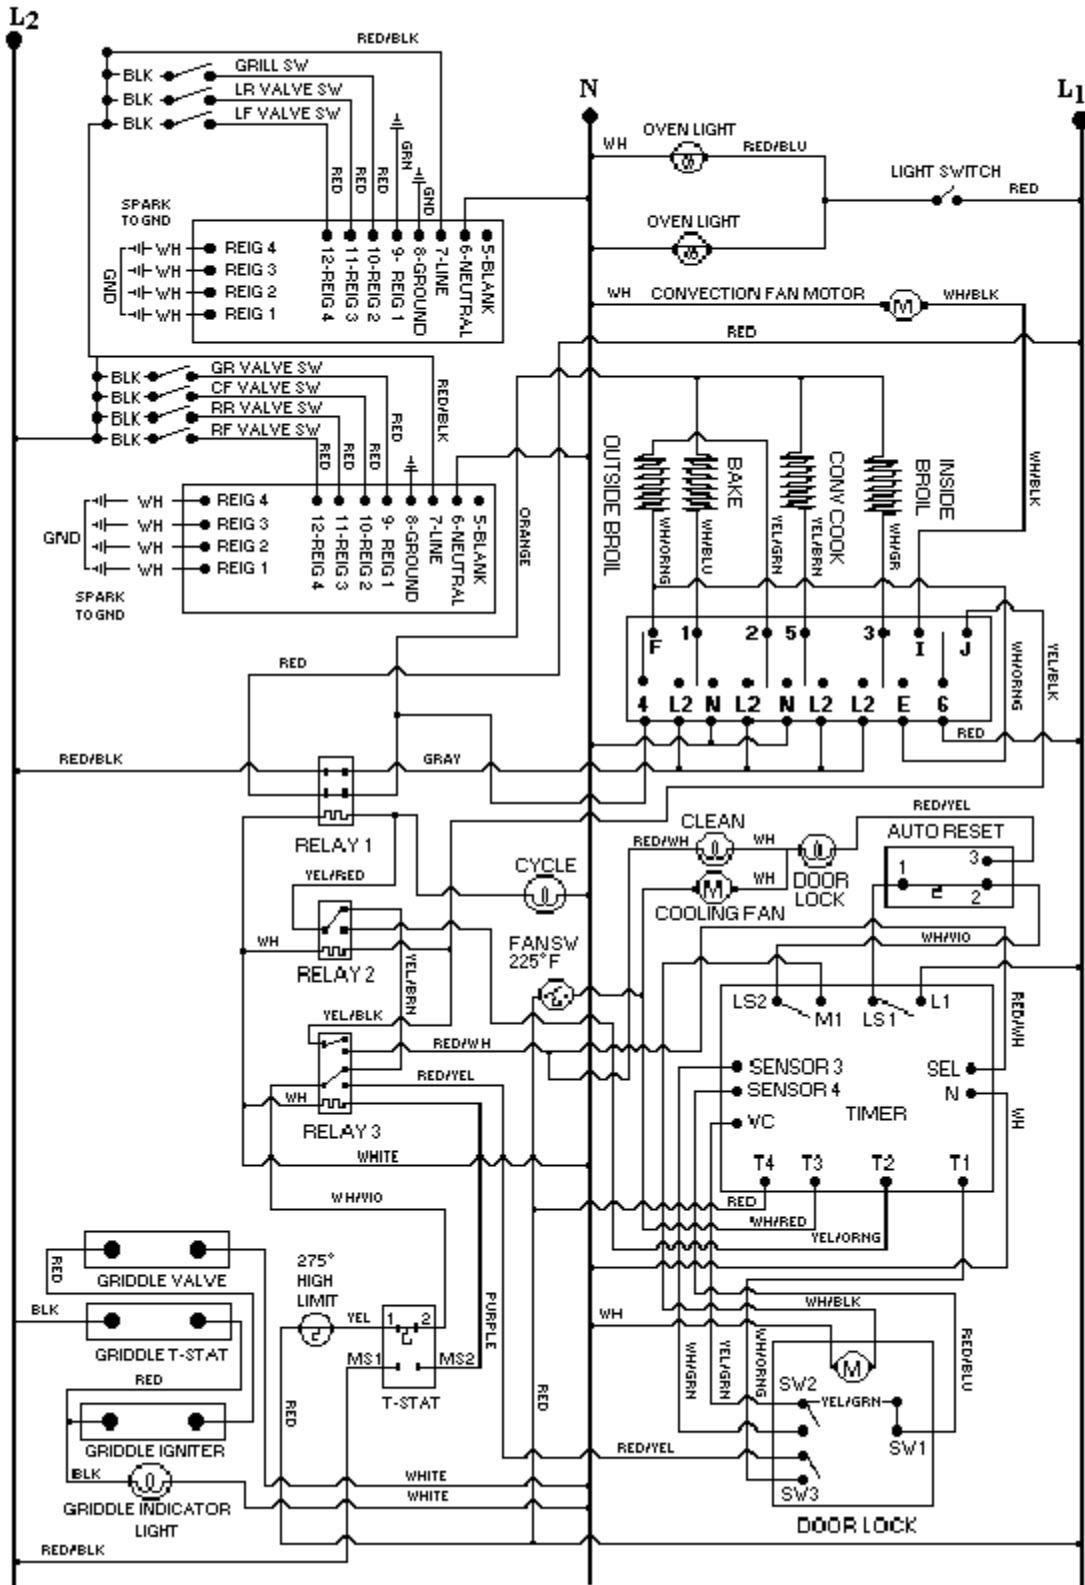 L2
RED/BLK
BLK
GRILL SW
BLK
LR VALVE SW
BLK
LF VALVE SW
N
L1
WH
OVEN LIGHT
RED/BLU
LIGHT SWITCH
RED
OVEN LIGHT
RED
RED
RED
GRN
GND
SPARK
TO GND
WH
REIG 4
WH
REIG 3
WH
REIG 2
WH
REIG 1
GND
12-REIG 4
11-REIG 3
10-REIG 2
9- REIG 1
8-GROUND
7-LINE
6-NEUTRAL
5-BLANK
WH
CONVECTION FAN MOTOR
M
WH/BLK
RED
BLK
GR VALVE SW
BLK
CF VALVE SW
BLK
RR VALVE SW
BLK
RF VALVE SW
RED
RED
RED
RED/BLK
OUTSIDE BROIL
BAKE
CONV COOK
INSIDE
BROIL
WH/BLK
WH/ORNG
WH/BLU
YEL/GRN
YEL/BRN
WH/GR
ORANGE
WH
REIG 4
WH
REIG 3
WH
REIG 2
WH
REIG 1
GND
SPARK
TO GND
12-REIG 4
11-REIG 3
10-REIG 2
9- REIG 1
8-GROUND
7-LINE
6-NEUTRAL
5-BLANK
F
1
2
5
3
I
J
4
L2
N
L2
N
L2
L2
E
6
WH/ORNG
YEL/BLK
RED
RED
RED/BLK
GRAY
RELAY 1
CLEAN
RED/WH
WH
RED/YEL
AUTO RESET
1
3
2
DOOR
LOCK
M
WH
COOLING FAN
CYCLE
YEL/RED
WH
RELAY 2
YEL/BRN
FAN SW
225°F
WH/VIO
LS2
M1
LS1
L1
RED/WH
YEL/BLK
RED/WH
RED/YEL
WH
RELAY 3
SENSOR 3
SENSOR 4
VC
SEL
N
TIMER
WH
T4
T3
T2
T1
WHITE
WH/VIO
RED
WH/RED
YEL/ORNG
RED
GRIDDLE VALVE
BLK
GRIDDLE T-STAT
RED
GRIDDLE IGNITER
BLK
GRIDDLE INDICATOR
LIGHT
275°
HIGH
LIMIT
YEL
1
2
MS1
MS2
T-STAT
PURPLE
RED
RED
WH
WH/BLK
M
WH/GRN
YEL/GRN
WH/ORNG
RED/BLU
SW2
YEL/GRN
SW1
RED/YEL
SW3
DOOR LOCK
WHITE
WHITE
RED/BLK